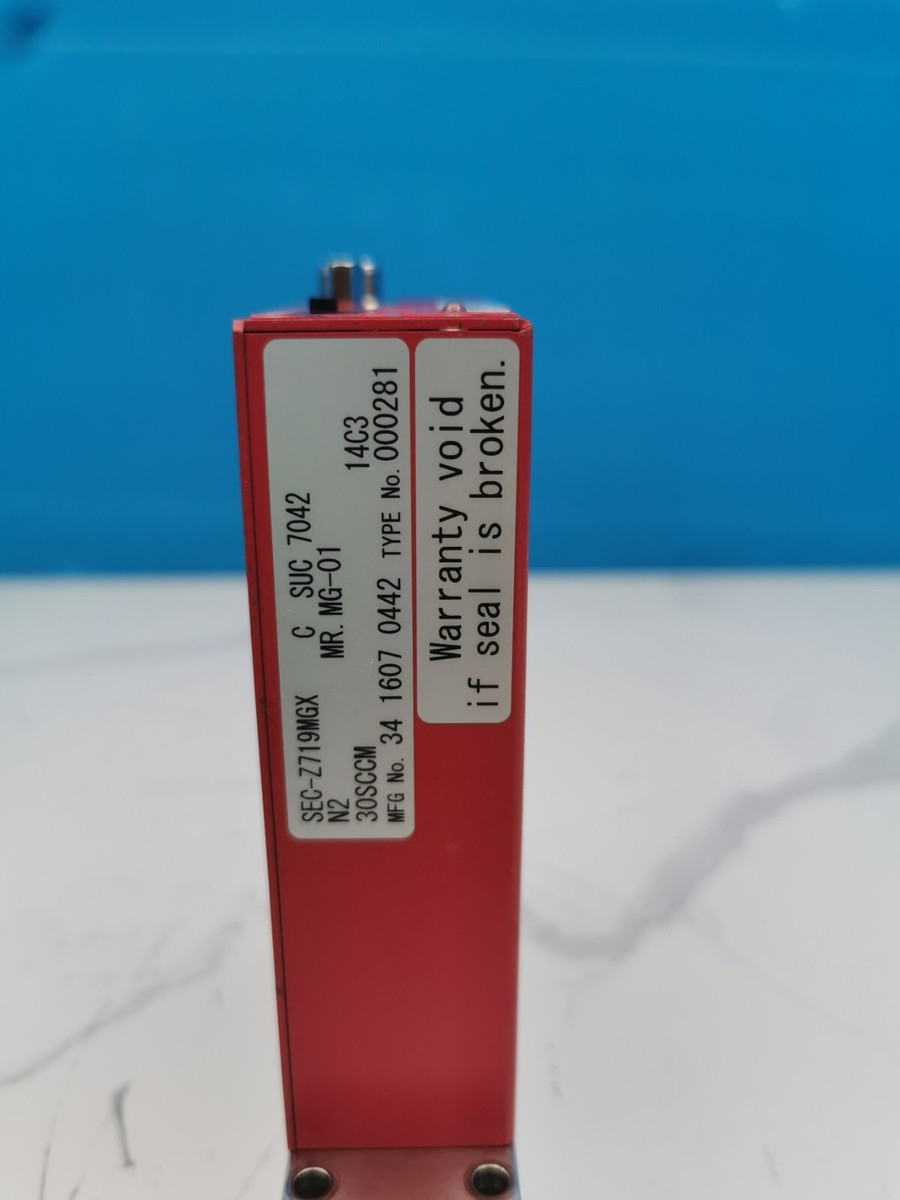 SEC-Z719MGX C SUC 7042
N2 MR. MG-01
30SCCM 14C3
MFG No. 34 1607 0442 TYPE No. 000281
Warranty void
if seal is broken.